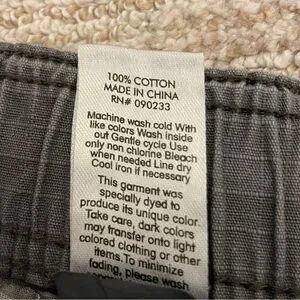 100% COTTON
MADE IN CHINA
RN# 090233
Machine wash cold With
like colors Wash inside
out Gentle cycle Use
only non chlorine Bleach
when needed Line dry
Cool iron if necessary
This garment was
specially dyed to
produce its unique color.
Take care, dark colors
may transfer onto light
colored clothing or other
items. To minimize
fading, please wash